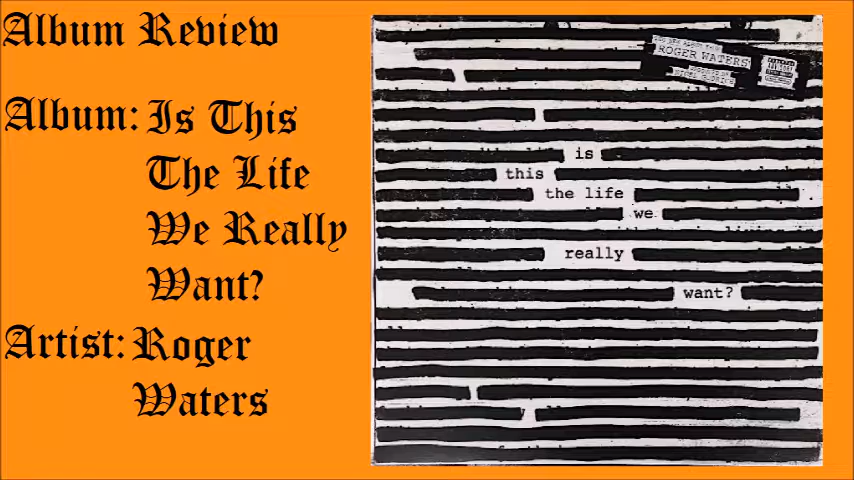 Album Review
Album: Is This
The Life
We Really
Want?
Artist: Roger
Waters
ROGER WATERS
is
this
the life
we
really
want?